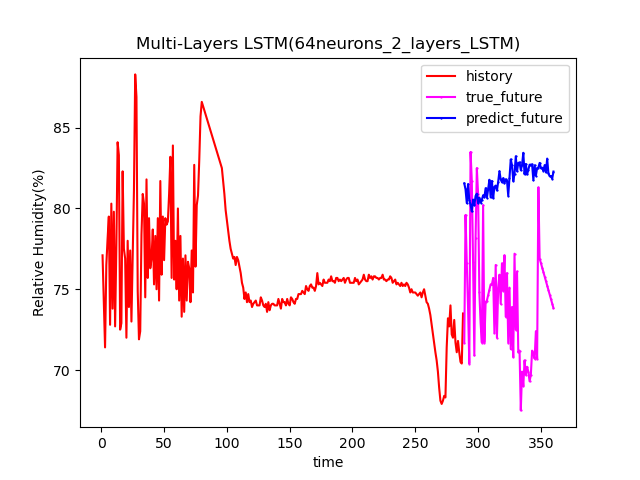 Multi-Layers LSTM(64neurons_2_layers_LSTM)
history
true_future
predict_future
Relative Humidity(%)
85
80
75
70
0
50
100
150
200
250
300
350
time